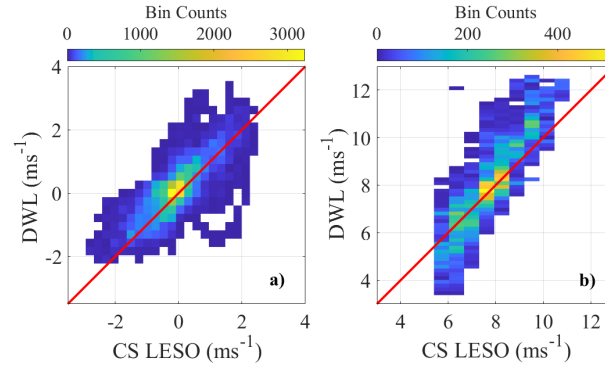 Bin Counts
0 1000 2000 3000
4
2
0
-2
-2 0 2 4
DWL (ms⁻¹)
CS LESO (ms⁻¹)
a)
Bin Counts
0 200 400
12
10
8
6
4
4 6 8 10 12
DWL (ms⁻¹)
CS LESO (ms⁻¹)
b)